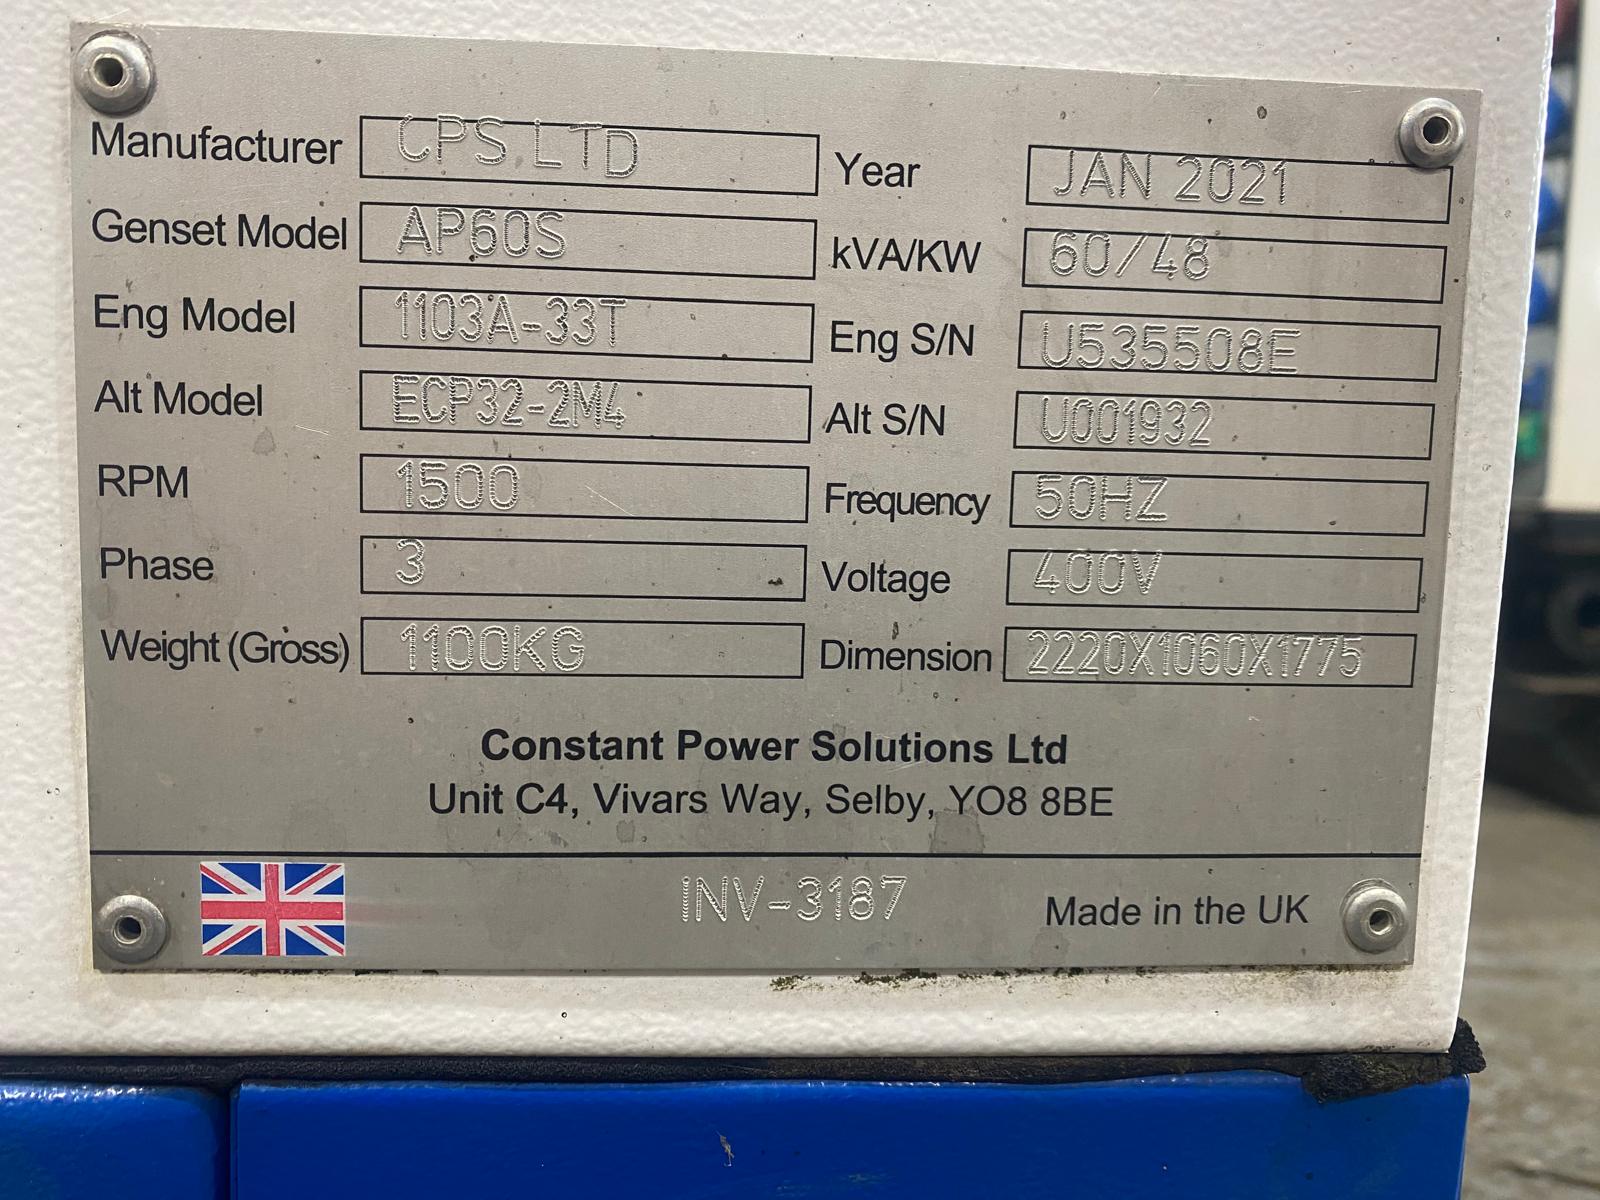 Manufacturer CPS LTD Year JAN 2021
Genset Model AP60S kVA/KW 60/48
Eng Model 1103A-33T Eng S/N U535508E
Alt Model ECP32-2M4 Alt S/N U001932
RPM 1500 Frequency 50HZ
Phase 3 Voltage 400V
Weight (Gross) 1100KG Dimension 2220X1060X1775
Constant Power Solutions Ltd
Unit C4, Vivars Way, Selby, YO8 8BE
iNV-3187 Made in the UK